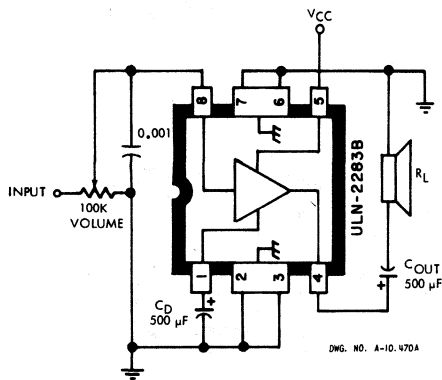 VCC
8
7
6
5
0.001
INPUT
100K
VOLUME
ULN-2283B
RL
1
2
3
4
CD
500 µF
+
COUT
500 µF
+
DWG. NO. A-10,470A